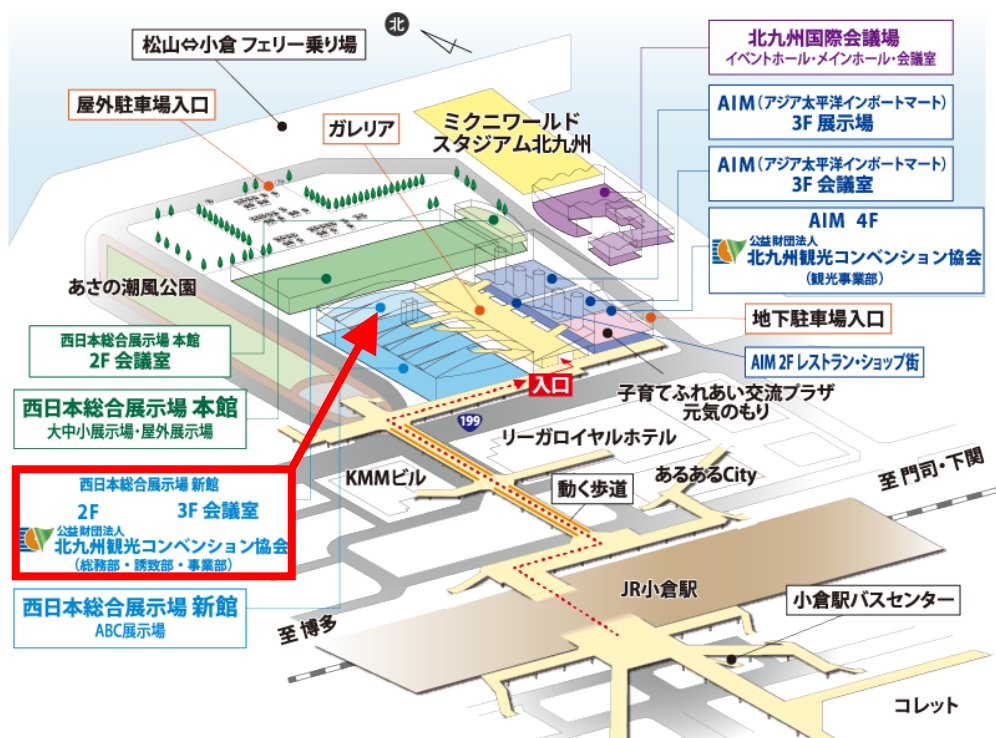 北
松山⇔小倉 フェリー乗り場
屋外駐車場入口
ガレリア
ミクニワールド
スタジアム北九州
北九州国際会議場
イベントホール・メインホール・会議室
AIM(アジア太平洋インポートマート)
3F 展示場
AIM(アジア太平洋インポートマート)
3F 会議室
AIM 4F
公益財団法人
北九州観光コンベンション協会
(観光事業部)
地下駐車場入口
AIM 2F レストラン・ショップ街
子育てふれあい交流プラザ
元気のもり
あさの潮風公園
西日本総合展示場 本館
2F 会議室
西日本総合展示場 本館
大中小展示場・屋外展示場
西日本総合展示場 新館
2F 3F 会議室
公益財団法人
北九州観光コンベンション協会
(総務部・誘致部・事業部)
西日本総合展示場 新館
ABC展示場
入口
199
リーガロイヤルホテル
KMMビル
動く歩道
あるあるCity
至 門司・下関
JR小倉駅
小倉駅バスセンター
至 博多
コレット